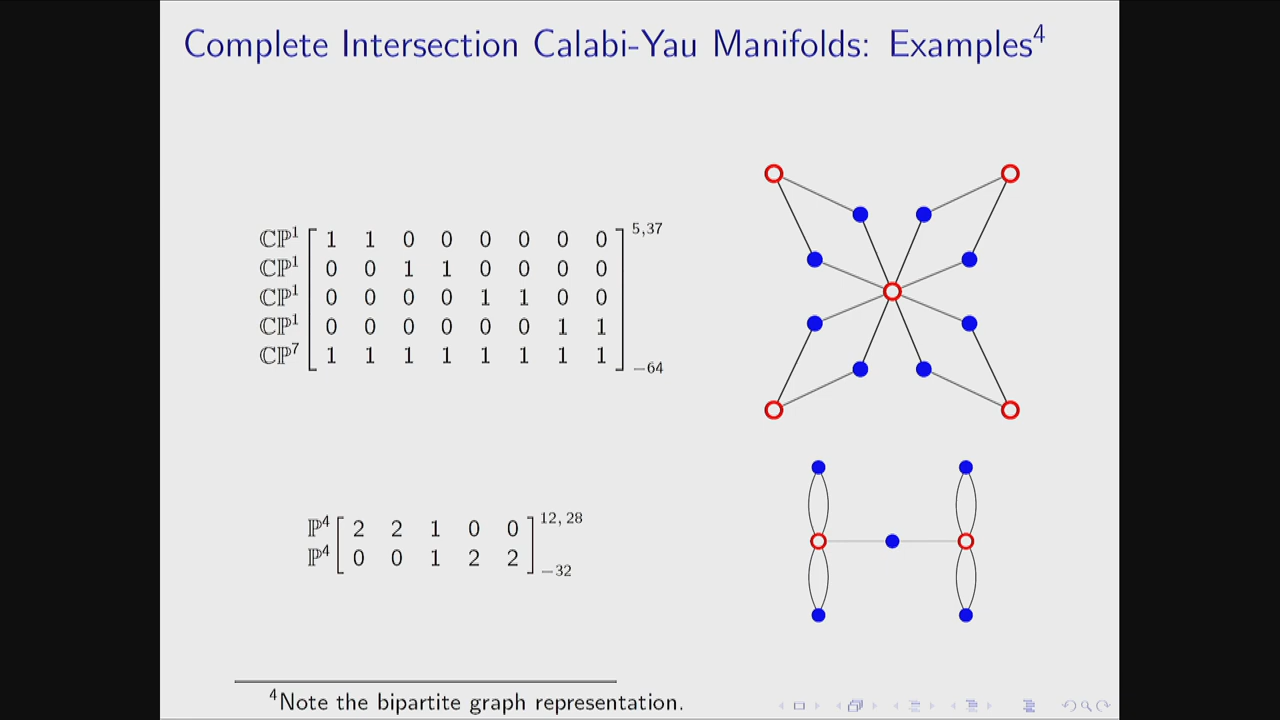 Complete Intersection Calabi-Yau Manifolds: Examples⁴
ℂℙ¹ [ 1 1 0 0 0 0 0 0 ] 5,37
ℂℙ¹ 0 0 1 1 0 0 0 0
ℂℙ¹ 0 0 0 0 1 1 0 0
ℂℙ¹ 0 0 0 0 0 0 1 1
ℂℙ⁷ 1 1 1 1 1 1 1 1
−64
ℙ⁴ [ 2 2 1 0 0 ] 12, 28
ℙ⁴ 0 0 1 2 2
−32
⁴Note the bipartite graph representation.